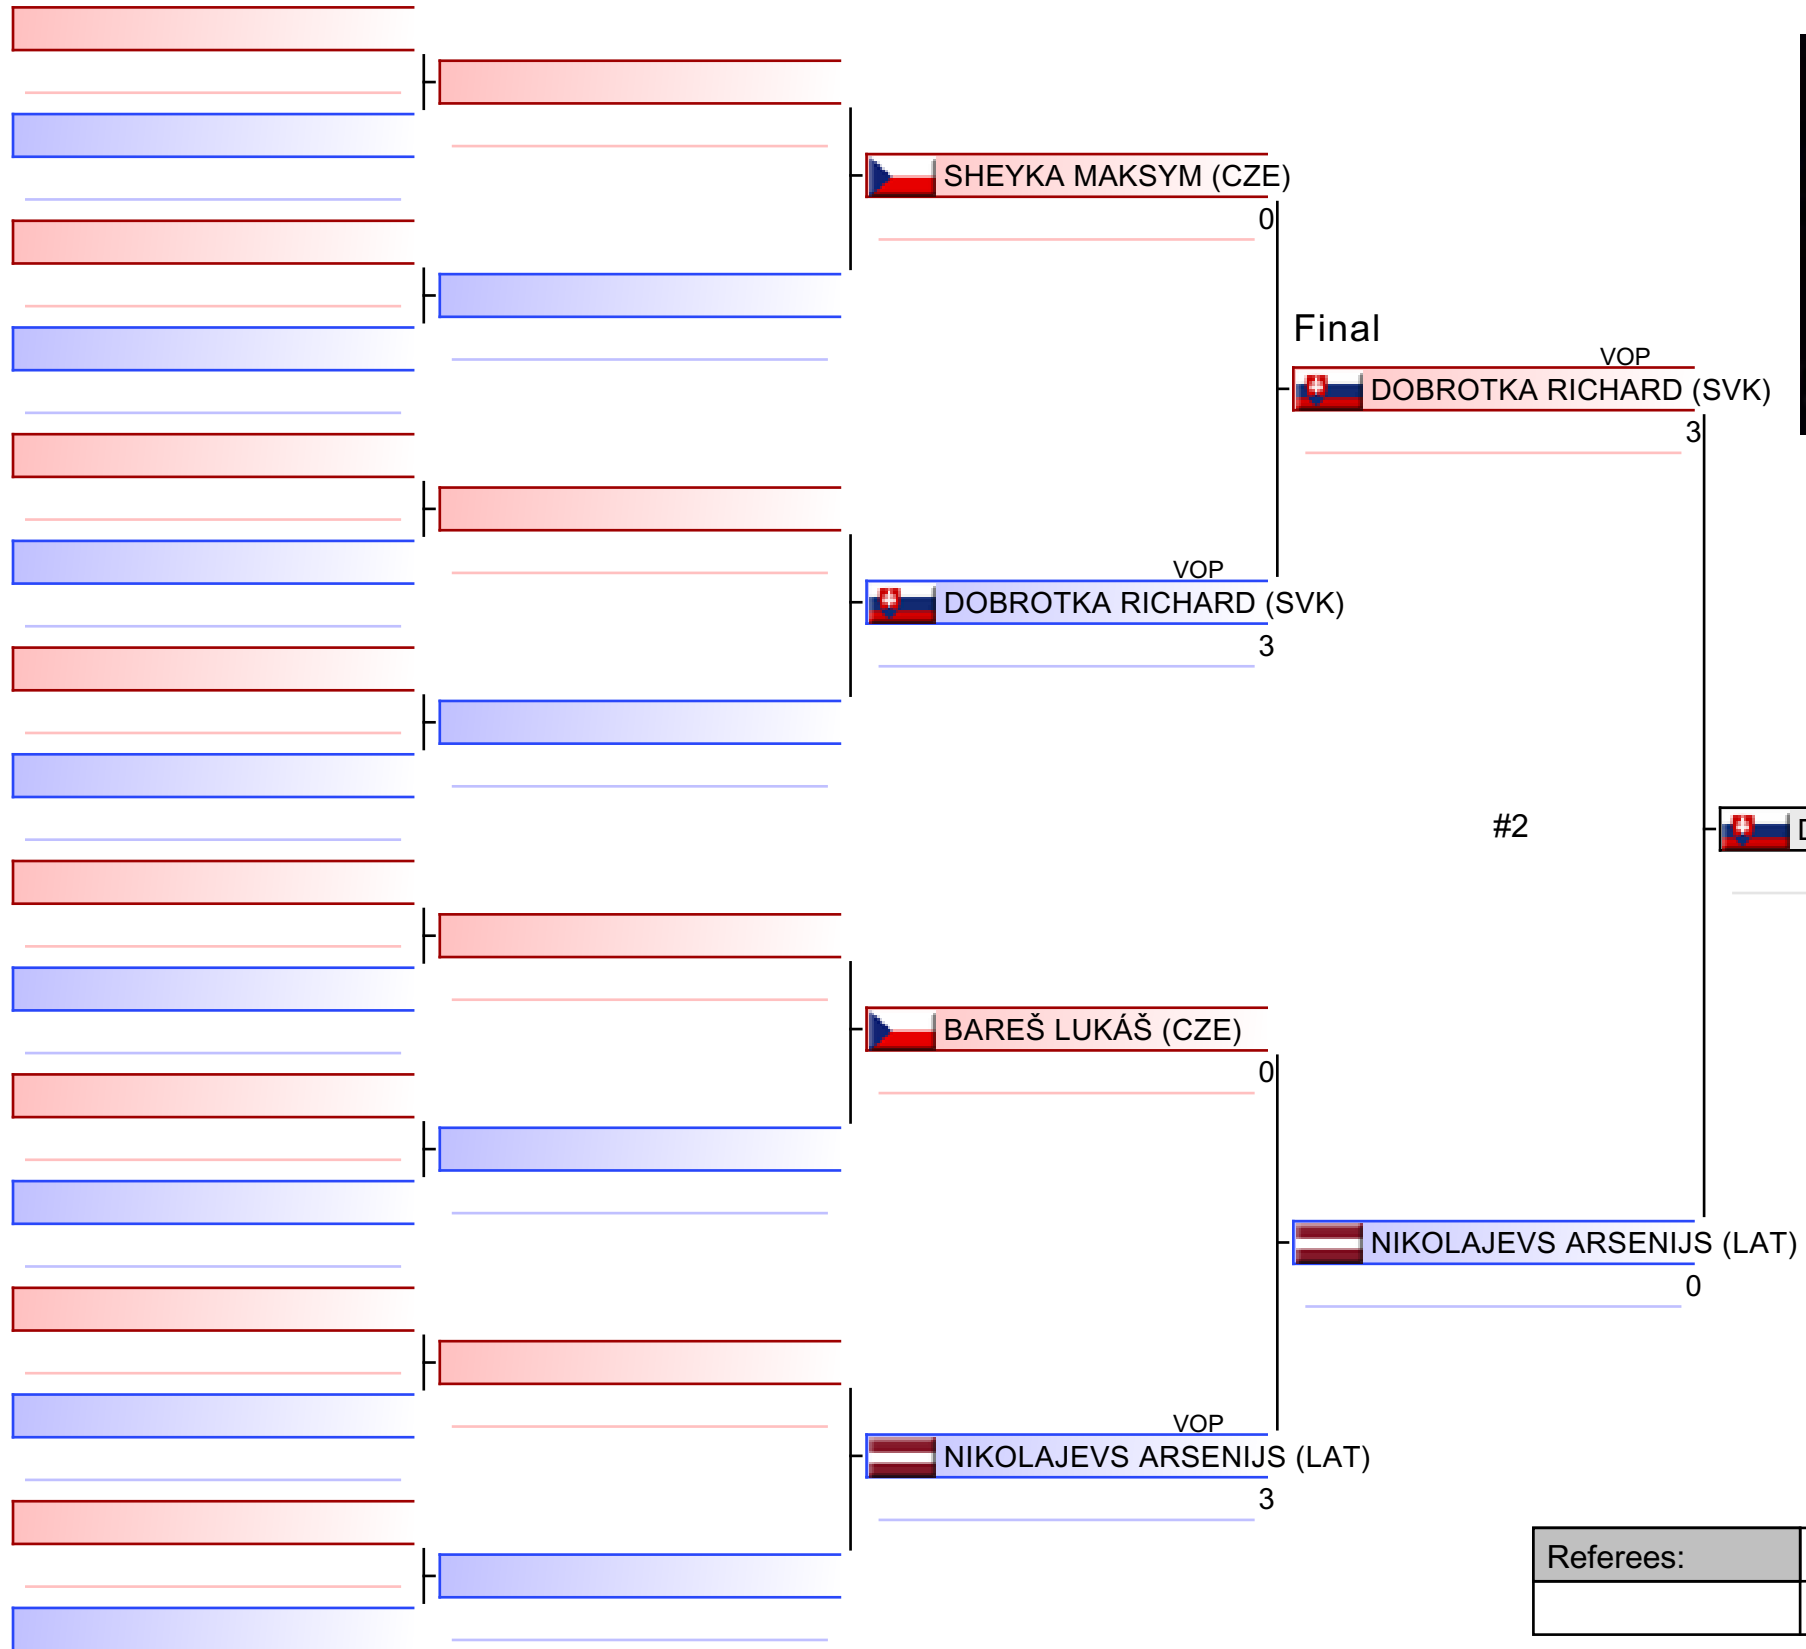 SHEYKA MAKSYM (CZE)
0
Final
VOP
DOBROTKA RICHARD (SVK)
3
VOP
DOBROTKA RICHARD (SVK)
3
#2
BAREŠ LUKÁŠ (CZE)
0
NIKOLAJEVS ARSENIJS (LAT)
0
VOP
NIKOLAJEVS ARSENIJS (LAT)
3
Referees: